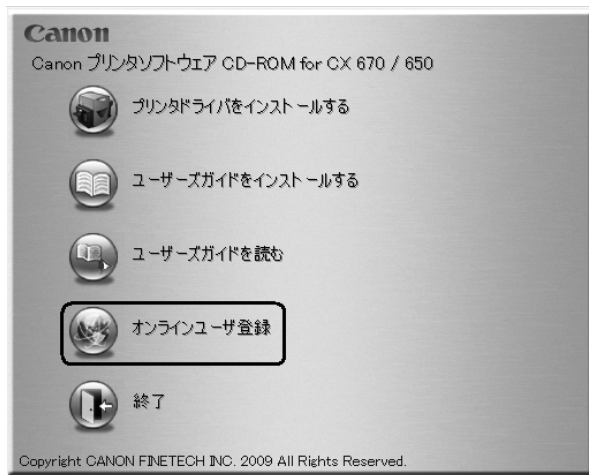 Canon
Canon プリンタソフトウェア CD-ROM for CX 670 / 650
プリンタドライバをインストールする
ユーザーズガイドをインストールする
ユーザーズガイドを読む
オンラインユーザ登録
終了
Copyright CANON FINETECH INC. 2009 All Rights Reserved.